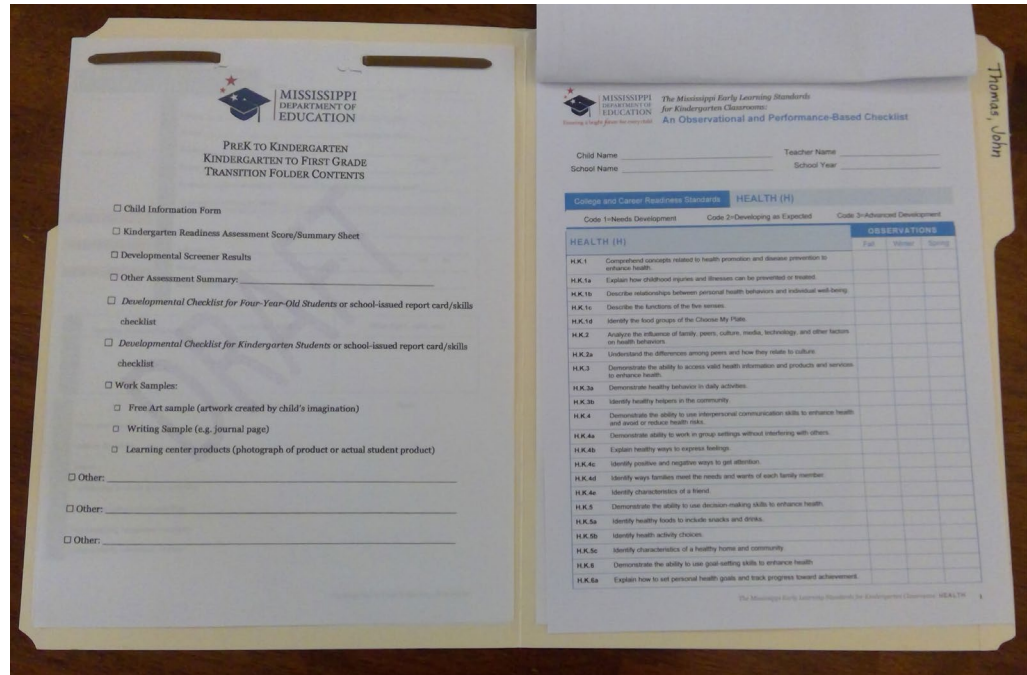 MISSISSIPPI
DEPARTMENT OF
EDUCATION
PREK TO KINDERGARTEN
KINDERGARTEN TO FIRST GRADE
TRANSITION FOLDER CONTENTS
☐ Child Information Form
☐ Kindergarten Readiness Assessment Score/Summary Sheet
☐ Developmental Screener Results
☐ Other Assessment Summary:
☐ Developmental Checklist for Four-Year-Old Students or school-issued report card/skills
checklist
☐ Developmental Checklist for Kindergarten Students or school-issued report card/skills
checklist
☐ Work Samples:
☐ Free Art sample (artwork created by child's imagination)
☐ Writing Sample (e.g. journal page)
☐ Learning center products (photograph of product or actual student product)
☐ Other:
☐ Other:
☐ Other:
MISSISSIPPI
DEPARTMENT OF
EDUCATION
Ensuring a bright future for every child
The Mississippi Early Learning Standards
for Kindergarten Classrooms:
An Observational and Performance-Based Checklist
Child Name
Teacher Name
School Name
School Year
College and Career Readiness Standards HEALTH (H)
Code 1=Needs Development Code 2=Developing as Expected Code 3=Advanced Development
HEALTH (H) OBSERVATIONS
Fall Winter Spring
H.K.1 Comprehend concepts related to health promotion and disease prevention to
enhance health.
H.K.1a Explain how childhood injuries and illnesses can be prevented or treated.
H.K.1b Describe relationships between personal health behaviors and individual well-being.
H.K.1c Describe the functions of the five senses.
H.K.1d Identify the food groups of the Choose My Plate.
H.K.2 Analyze the influence of family, peers, culture, media, technology, and other factors
on health behaviors.
H.K.2a Understand the differences among peers and how they relate to culture.
H.K.3 Demonstrate the ability to access valid health information and products and services
to enhance health.
H.K.3a Demonstrate healthy behavior in daily activities.
H.K.3b Identify healthy helpers in the community.
H.K.4 Demonstrate the ability to use interpersonal communication skills to enhance health
and avoid or reduce health risks.
H.K.4a Demonstrate ability to work in group settings without interfering with others.
H.K.4b Explain healthy ways to express feelings.
H.K.4c Identify positive and negative ways to get attention.
H.K.4d Identify ways families meet the needs and wants of each family member.
H.K.4e Identify characteristics of a friend.
H.K.5 Demonstrate the ability to use decision-making skills to enhance health.
H.K.5a Identify healthy foods to include snacks and drinks.
H.K.5b Identify health activity choices.
H.K.5c Identify characteristics of a healthy home and community.
H.K.6 Demonstrate the ability to use goal-setting skills to enhance health.
H.K.6a Explain how to set personal health goals and track progress toward achievement.
The Mississippi Early Learning Standards for Kindergarten Classrooms: HEALTH
Thomas, John